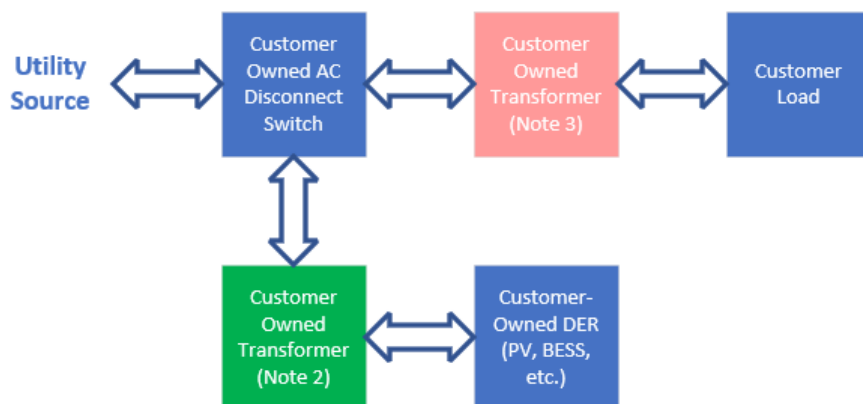 Utility
Source
Customer
Owned AC
Disconnect
Switch
Customer
Owned
Transformer
(Note 3)
Customer
Load
Customer
Owned
Transformer
(Note 2)
Customer-
Owned DER
(PV, BESS,
etc.)